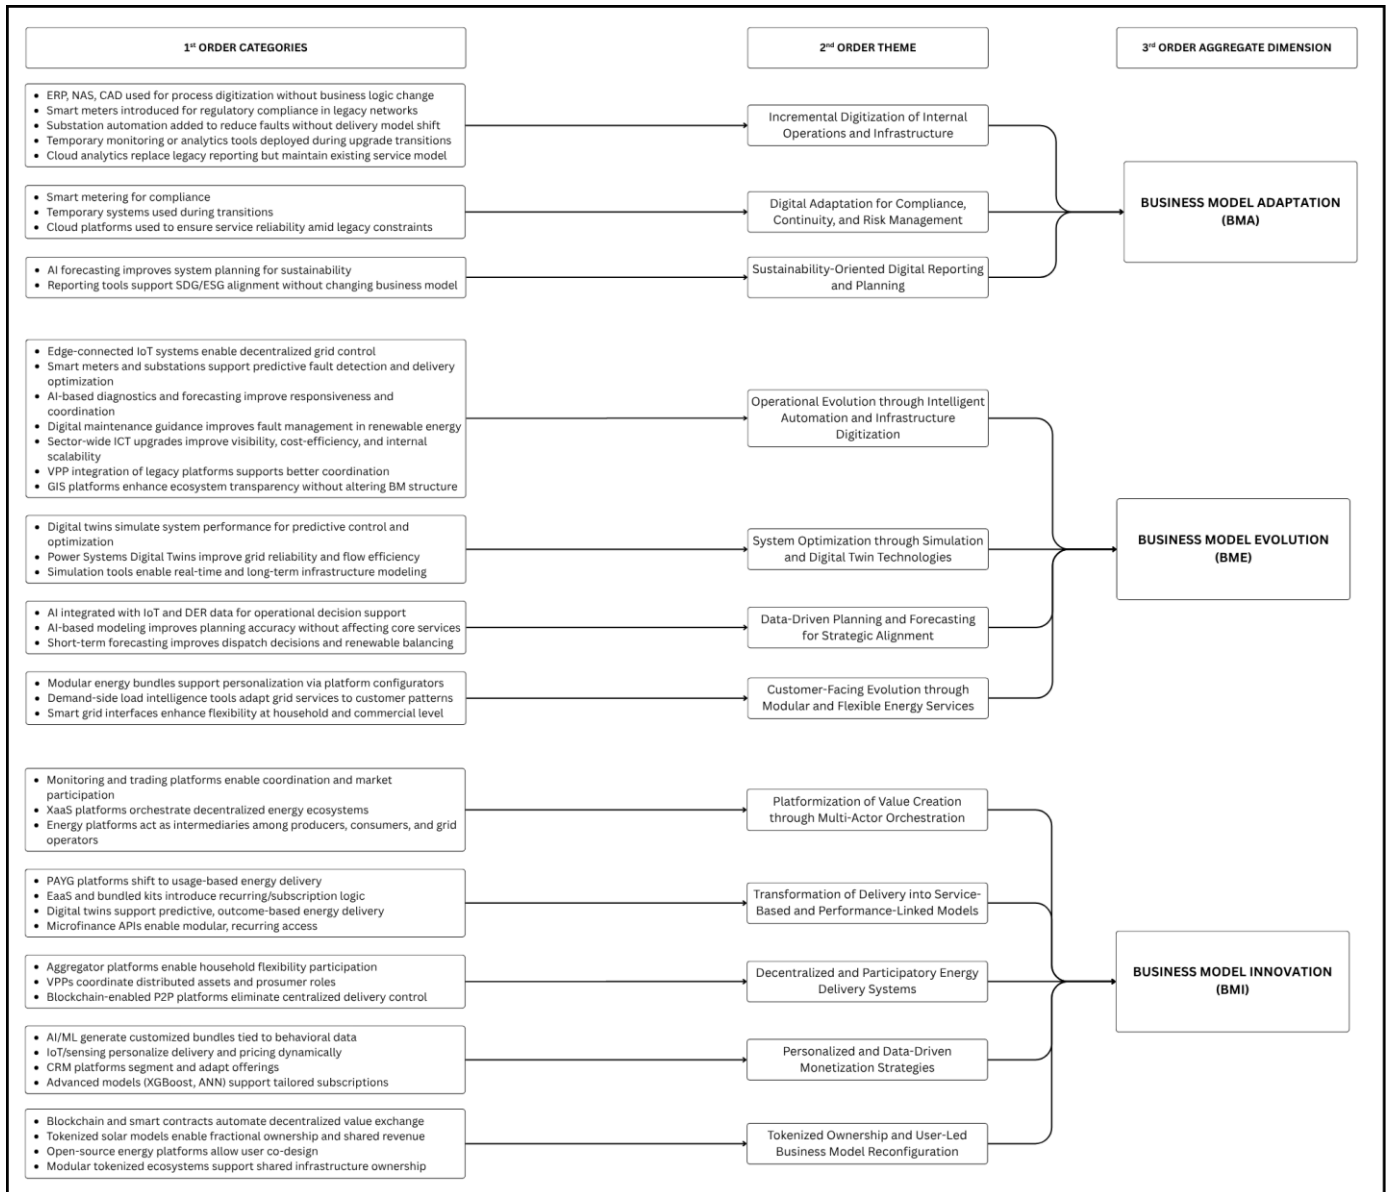 1st ORDER CATEGORIES
2nd ORDER THEME
3rd ORDER AGGREGATE DIMENSION
• ERP, NAS, CAD used for process digitization without business logic change
• Smart meters introduced for regulatory compliance in legacy networks
• Substation automation added to reduce faults without delivery model shift
• Temporary monitoring or analytics tools deployed during upgrade transitions
• Cloud analytics replace legacy reporting but maintain existing service model
Incremental Digitization of Internal
Operations and Infrastructure
• Smart metering for compliance
• Temporary systems used during transitions
• Cloud platforms used to ensure service reliability amid legacy constraints
Digital Adaptation for Compliance,
Continuity, and Risk Management
• AI forecasting improves system planning for sustainability
• Reporting tools support SDG/ESG alignment without changing business model
Sustainability-Oriented Digital Reporting
and Planning
BUSINESS MODEL ADAPTATION
(BMA)
• Edge-connected IoT systems enable decentralized grid control
• Smart meters and substations support predictive fault detection and delivery
optimization
• AI-based diagnostics and forecasting improve responsiveness and
coordination
• Digital maintenance guidance improves fault management in renewable energy
• Sector-wide ICT upgrades improve visibility, cost-efficiency, and internal
scalability
• VPP integration of legacy platforms supports better coordination
• GIS platforms enhance ecosystem transparency without altering BM structure
Operational Evolution through Intelligent
Automation and Infrastructure
Digitization
• Digital twins simulate system performance for predictive control and
optimization
• Power Systems Digital Twins improve grid reliability and flow efficiency
• Simulation tools enable real-time and long-term infrastructure modeling
System Optimization through Simulation
and Digital Twin Technologies
• AI integrated with IoT and DER data for operational decision support
• AI-based modeling improves planning accuracy without affecting core services
• Short-term forecasting improves dispatch decisions and renewable balancing
Data-Driven Planning and Forecasting
for Strategic Alignment
• Modular energy bundles support personalization via platform configurators
• Demand-side load intelligence tools adapt grid services to customer patterns
• Smart grid interfaces enhance flexibility at household and commercial level
Customer-Facing Evolution through
Modular and Flexible Energy Services
BUSINESS MODEL EVOLUTION
(BME)
• Monitoring and trading platforms enable coordination and market
participation
• XaaS platforms orchestrate decentralized energy ecosystems
• Energy platforms act as intermediaries among producers, consumers, and grid
operators
Platformization of Value Creation
through Multi-Actor Orchestration
• PAYG platforms shift to usage-based energy delivery
• EaaS and bundled kits introduce recurring/subscription logic
• Digital twins support predictive, outcome-based energy delivery
• Microfinance APIs enable modular, recurring access
Transformation of Delivery into Service-
Based and Performance-Linked Models
• Aggregator platforms enable household flexibility participation
• VPPs coordinate distributed assets and prosumer roles
• Blockchain-enabled P2P platforms eliminate centralized delivery control
Decentralized and Participatory Energy
Delivery Systems
• AI/ML generate customized bundles tied to behavioral data
• IoT/sensing personalize delivery and pricing dynamically
• CRM platforms segment and adapt offerings
• Advanced models (XGBoost, ANN) support tailored subscriptions
Personalized and Data-Driven
Monetization Strategies
• Blockchain and smart contracts automate decentralized value exchange
• Tokenized solar models enable fractional ownership and shared revenue
• Open-source energy platforms allow user co-design
• Modular tokenized ecosystems support shared infrastructure ownership
Tokenized Ownership and User-Led
Business Model Reconfiguration
BUSINESS MODEL INNOVATION
(BMI)